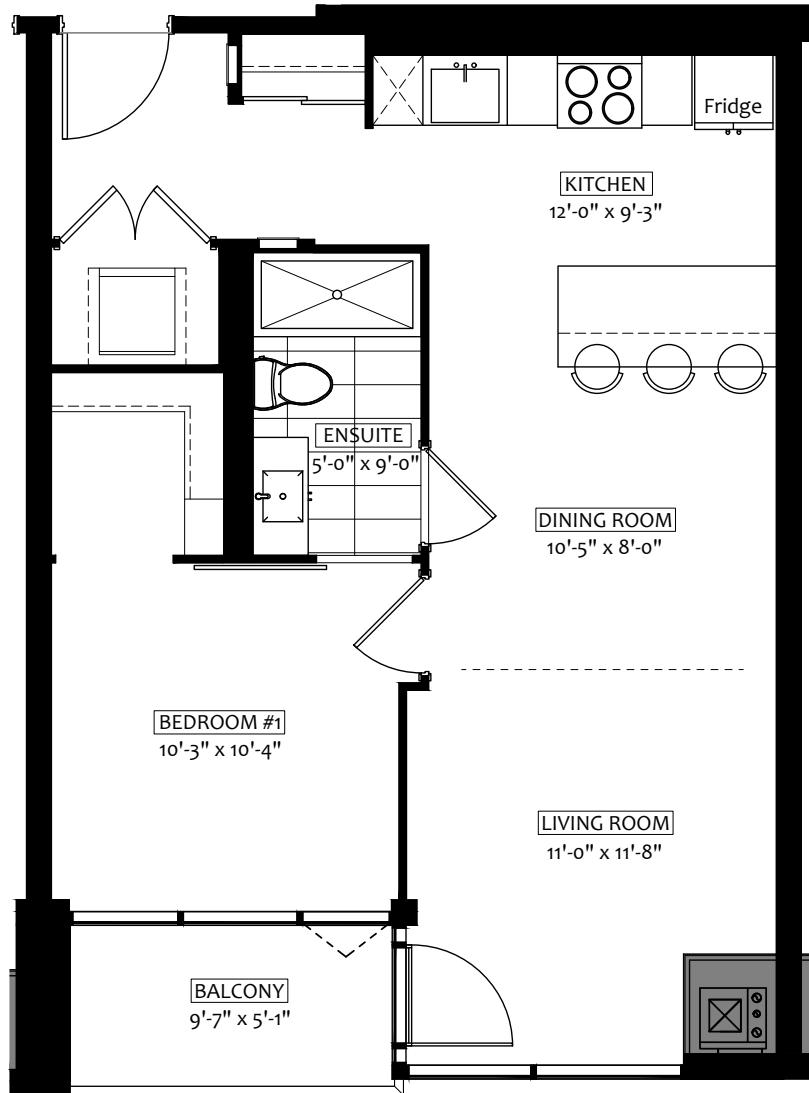 Fridge
KITCHEN
12'-0" x 9'-3"
ENSUITE
5'-0" x 9'-0"
DINING ROOM
10'-5" x 8'-0"
BEDROOM #1
10'-3" x 10'-4"
LIVING ROOM
11'-0" x 11'-8"
BALCONY
9'-7" x 5'-1"